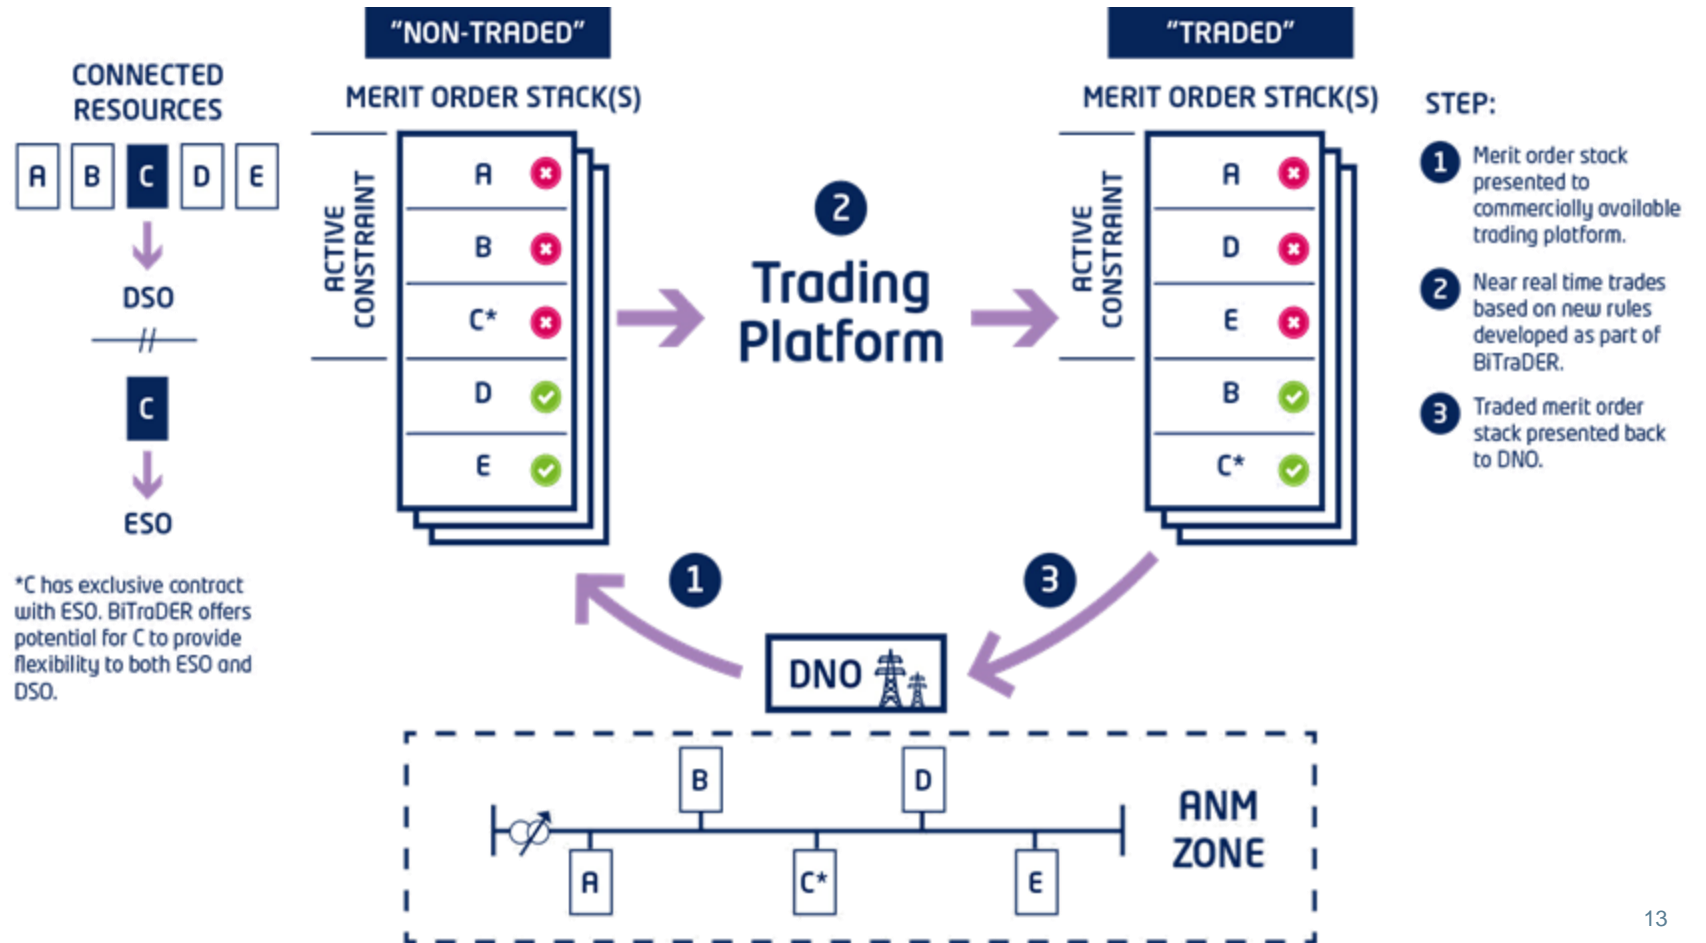 CONNECTED
RESOURCES
A B C D E
DSO
C
ESO
*C has exclusive contract
with ESO. BiTraDER offers
potential for C to provide
flexibility to both ESO and
DSO.
"NON-TRADED"
MERIT ORDER STACK(S)
ACTIVE
CONSTRAINT
A
B
C*
D
E
2
Trading
Platform
"TRADED"
MERIT ORDER STACK(S)
ACTIVE
CONSTRAINT
A
D
E
B
C*
STEP:
1 Merit order stack
presented to
commercially available
trading platform.
2 Near real time trades
based on new rules
developed as part of
BiTraDER.
3 Traded merit order
stack presented back
to DNO.
1
3
DNO
B
D
A
C*
E
ANM
ZONE
13